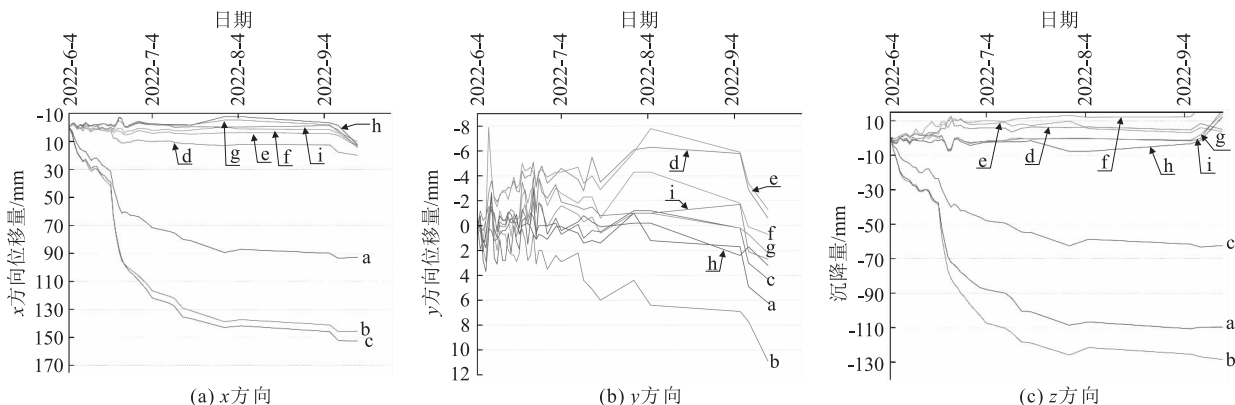 日期
2022-6-4
2022-7-4
2022-8-4
2022-9-4
x方向位移量/mm
-10
10
30
50
70
90
110
130
150
170
h
d
g
e
f
i
a
b
c
(a) x方向
日期
2022-6-4
2022-7-4
2022-8-4
2022-9-4
y方向位移量/mm
-8
-6
-4
-2
0
2
4
6
8
10
12
d
e
i
f
g
h
c
a
b
(b) y方向
日期
2022-6-4
2022-7-4
2022-8-4
2022-9-4
沉降量/mm
10
-10
-30
-50
-70
-90
-110
-130
e
d
f
h
i
g
c
a
b
(c) z方向